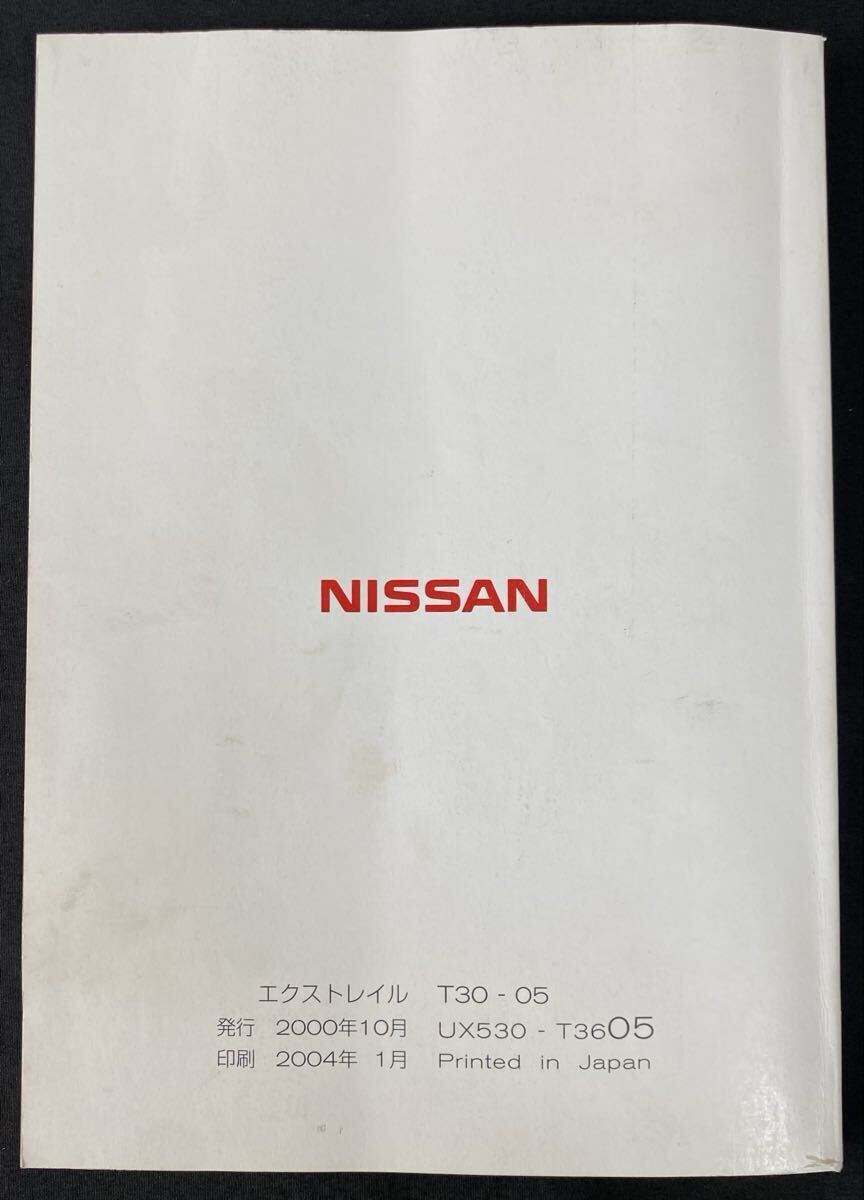 NISSAN
エクストレイル T30 - 05
発行 2000年10月 UX530 - T3605
印刷 2004年 1月 Printed in Japan